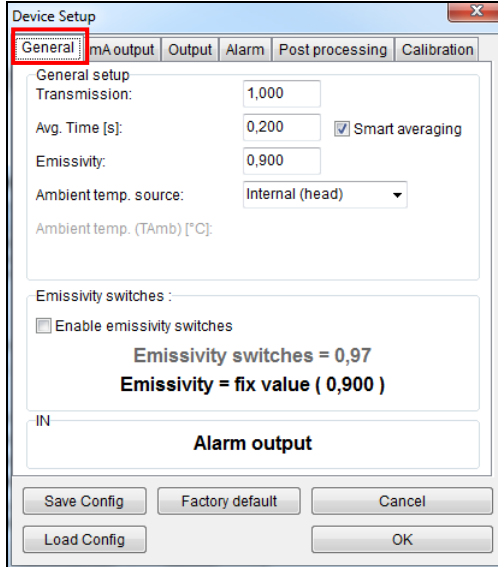 Device Setup
General mA output Output Alarm Post processing Calibration
General setup
Transmission: 1,000
Avg. Time [s]: 0,200 Smart averaging
Emissivity: 0,900
Ambient temp. source: Internal (head)
Ambient temp. (TAmb) [°C]:
Emissivity switches :
Enable emissivity switches
Emissivity switches = 0,97
Emissivity = fix value ( 0,900 )
IN
Alarm output
Save Config Factory default Cancel
Load Config OK